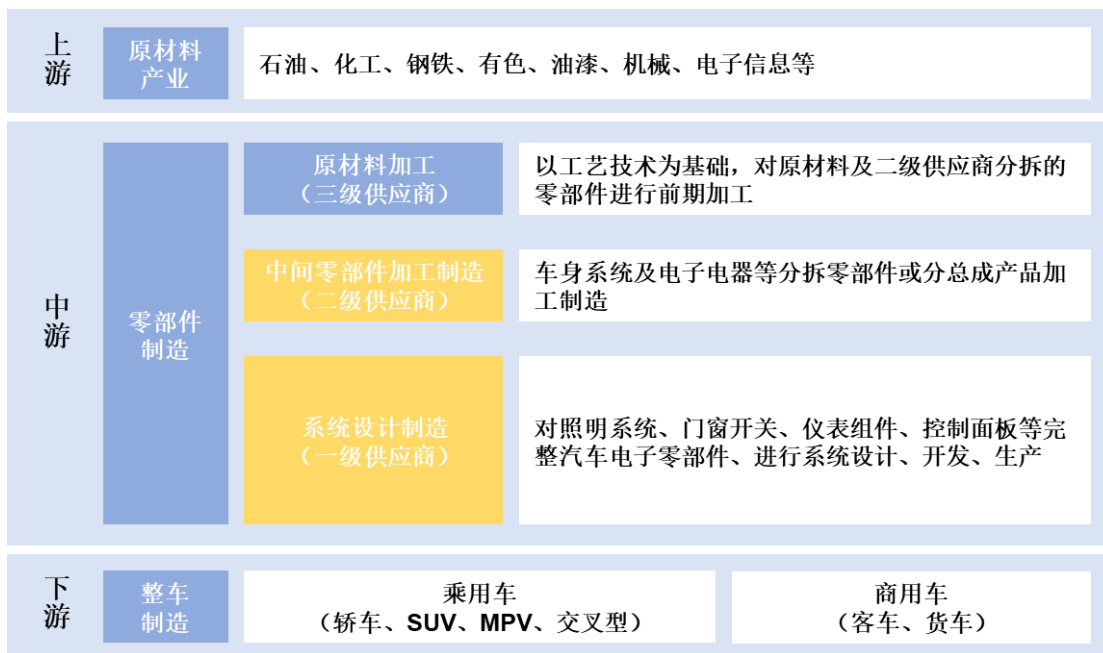 上
游
原材料
产业
石油、化工、钢铁、有色、油漆、机械、电子信息等
中
游
零部件
制造
原材料加工
（三级供应商）
以工艺技术为基础，对原材料及二级供应商分拆的
零部件进行前期加工
中间零部件加工制造
（二级供应商）
车身系统及电子电器等分拆零部件或分总成产品加
工制造
系统设计制造
（一级供应商）
对照明系统、门窗开关、仪表组件、控制面板等完
整汽车电子零部件、进行系统设计、开发、生产
下
游
整车
制造
乘用车
（轿车、SUV、MPV、交叉型）
商用车
（客车、货车）